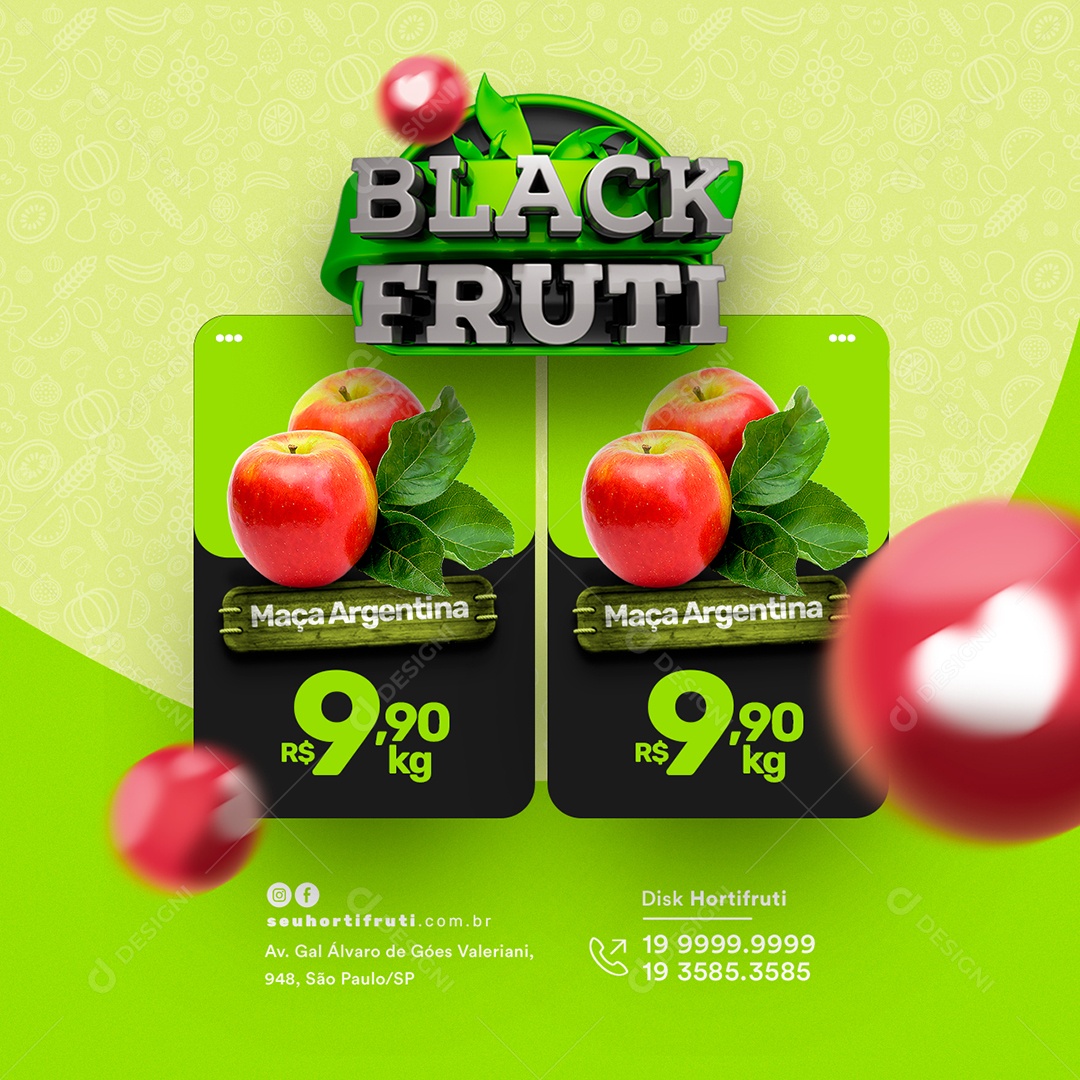 BLACK
FRUTI
Maça Argentina
R$9,90
kg
Maça Argentina
R$9,90
kg
seuhortifruti.com.br
Av. Gal Álvaro de Góes Valeriani,
948, São Paulo/SP
Disk Hortifruti
19 9999.9999
19 3585.3585
DESIGNI